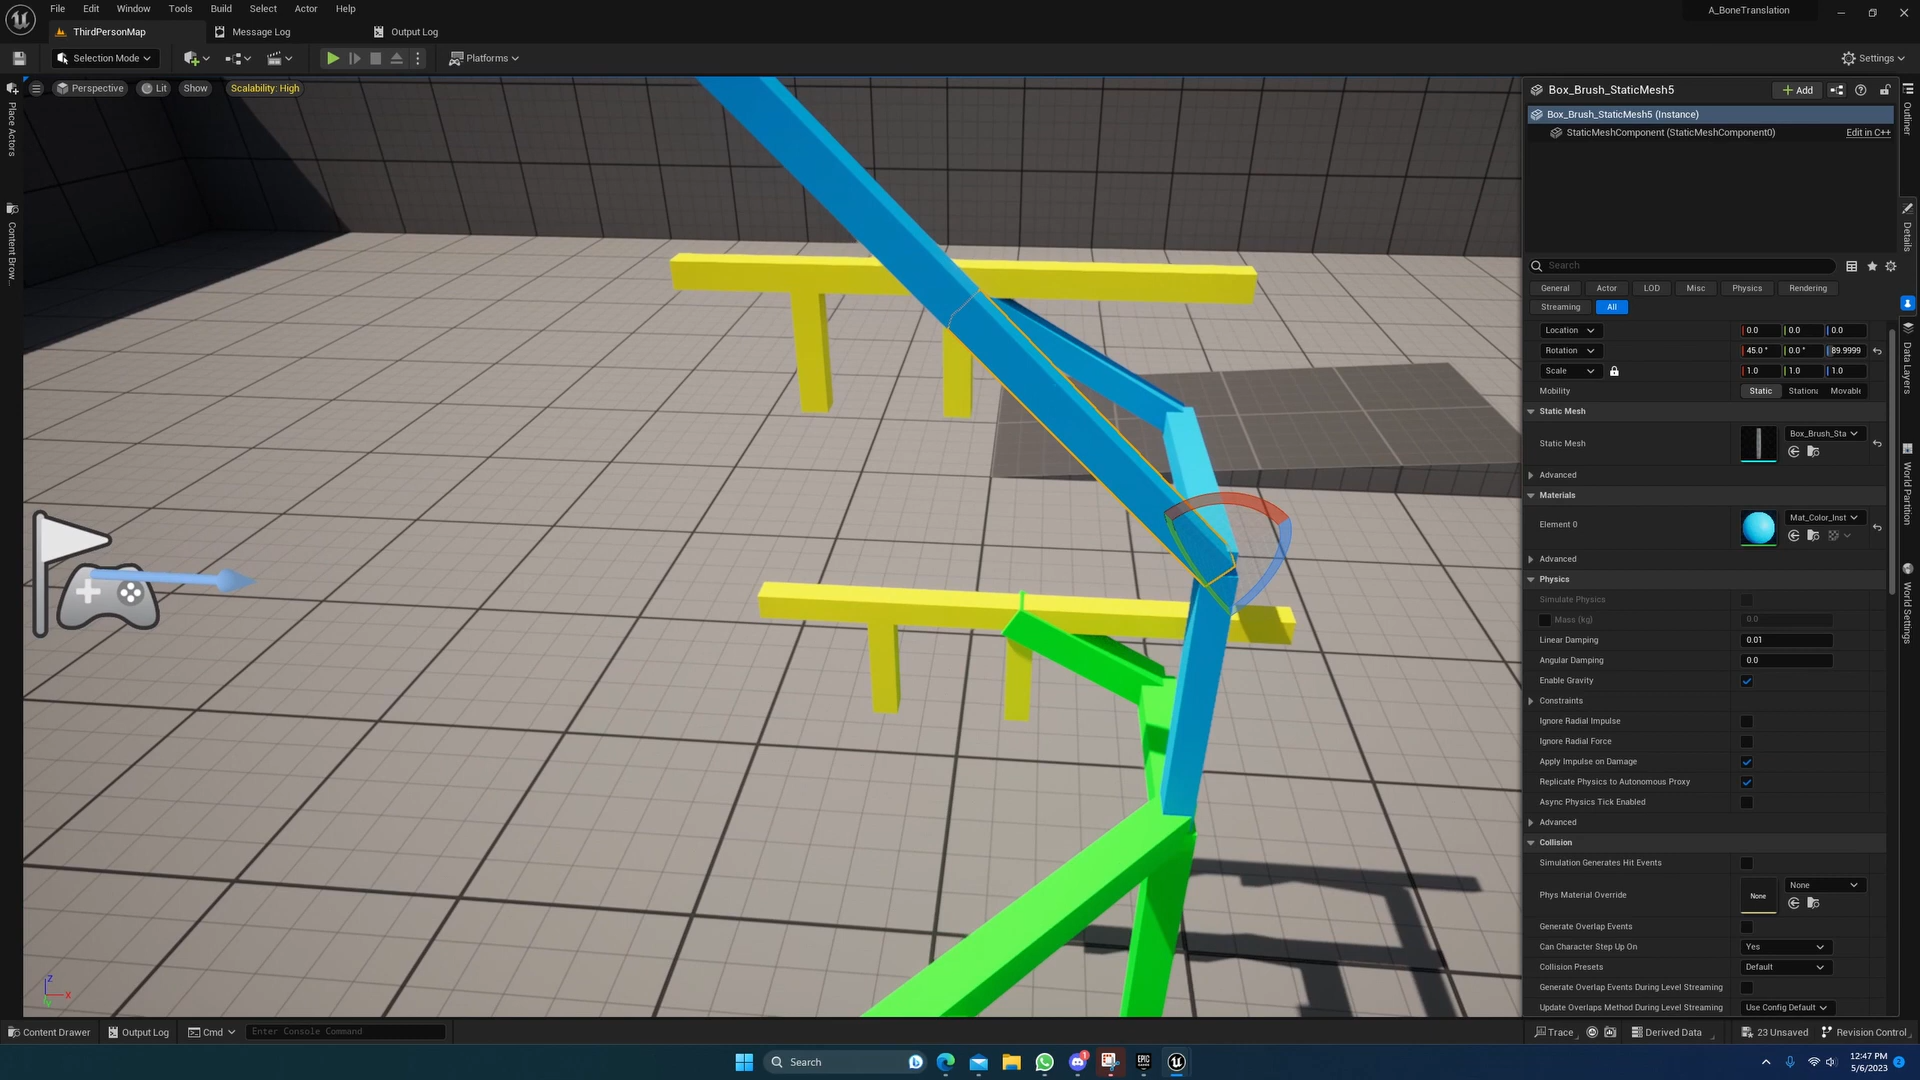 File Edit Window Tools Build Select Actor Help
A_BoneTranslation
ThirdPersonMap
Message Log
Output Log
Selection Mode
Platforms
Settings
Perspective
Lit
Show
Scalability: High
Place Actors
Content Brow...
Box_Brush_StaticMesh5
+ Add
Box_Brush_StaticMesh5 (Instance)
StaticMeshComponent (StaticMeshComponent0)
Edit in C++
Search
General Actor LOD Misc Physics Rendering
Streaming All
Location 0.0 0.0 0.0
Rotation 45.0 ° 0.0 ° 89.9999
Scale 1.0 1.0 1.0
Mobility Static Station Movable
Static Mesh
Static Mesh Box_Brush_Sta
Advanced
Materials
Element 0 Mat_Color_Inst
Advanced
Physics
Simulate Physics
Mass (kg) 0.0
Linear Damping 0.01
Angular Damping 0.0
Enable Gravity
Constraints
Ignore Radial Impulse
Ignore Radial Force
Apply Impulse on Damage
Replicate Physics to Autonomous Proxy
Async Physics Tick Enabled
Advanced
Collision
Simulation Generates Hit Events
Phys Material Override None None
Generate Overlap Events
Can Character Step Up On Yes
Collision Presets Default
Generate Overlap Events During Level Streaming
Update Overlaps Method During Level Streaming Use Config Default
Outliner
Details
Data Layers
World Partition
World Settings
Z
X
Y
Content Drawer
Output Log
Cmd
Enter Console Command
Trace
Derived Data
23 Unsaved
Revision Control
Search
1
EPIC
12:47 PM
5/6/2023
2